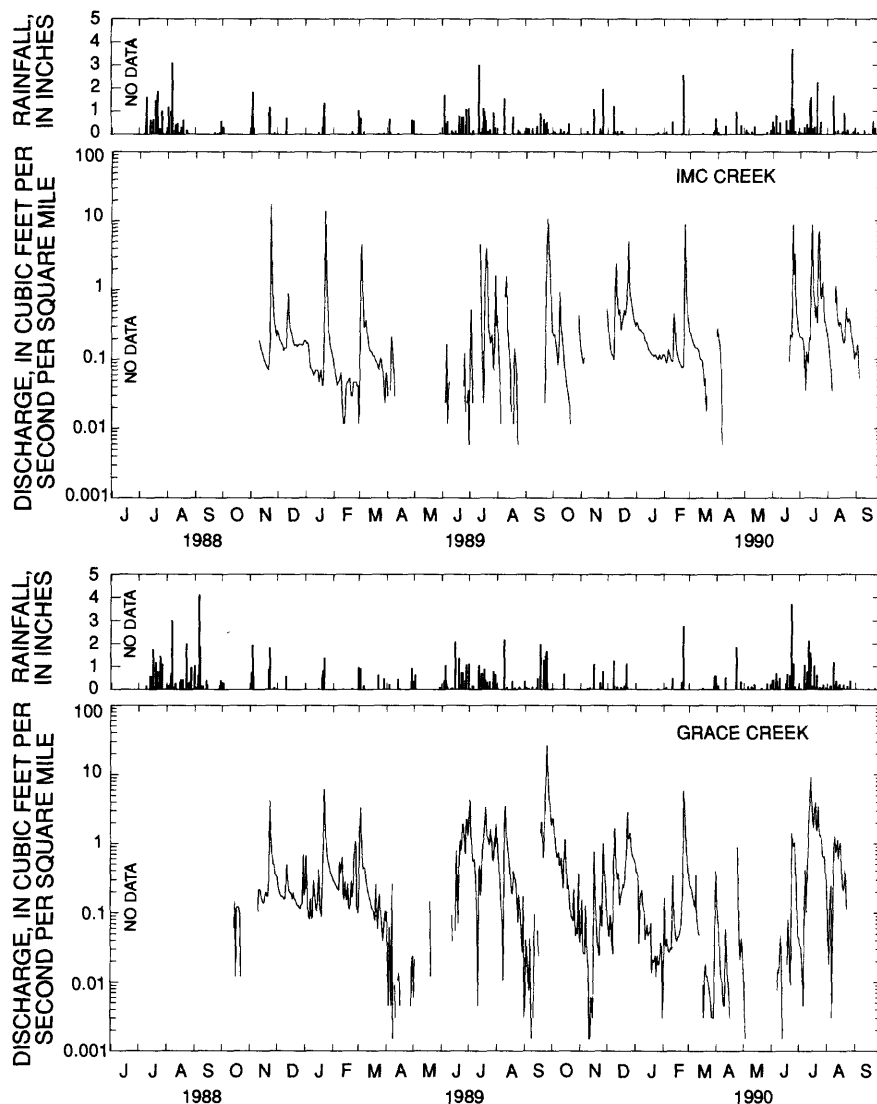 RAINFALL,
IN INCHES
5
4
3
2
1
0
NO DATA
DISCHARGE, IN CUBIC FEET PER
SECOND PER SQUARE MILE
100
10
1
0.1
0.01
0.001
NO DATA
IMC CREEK
J J A S O N D J F M A M J J A S O N D J F M A M J J A S
1988 1989 1990
RAINFALL,
IN INCHES
5
4
3
2
1
0
NO DATA
DISCHARGE, IN CUBIC FEET PER
SECOND PER SQUARE MILE
100
10
1
0.1
0.01
0.001
NO DATA
GRACE CREEK
J J A S O N D J F M A M J J A S O N D J F M A M J J A S
1988 1989 1990